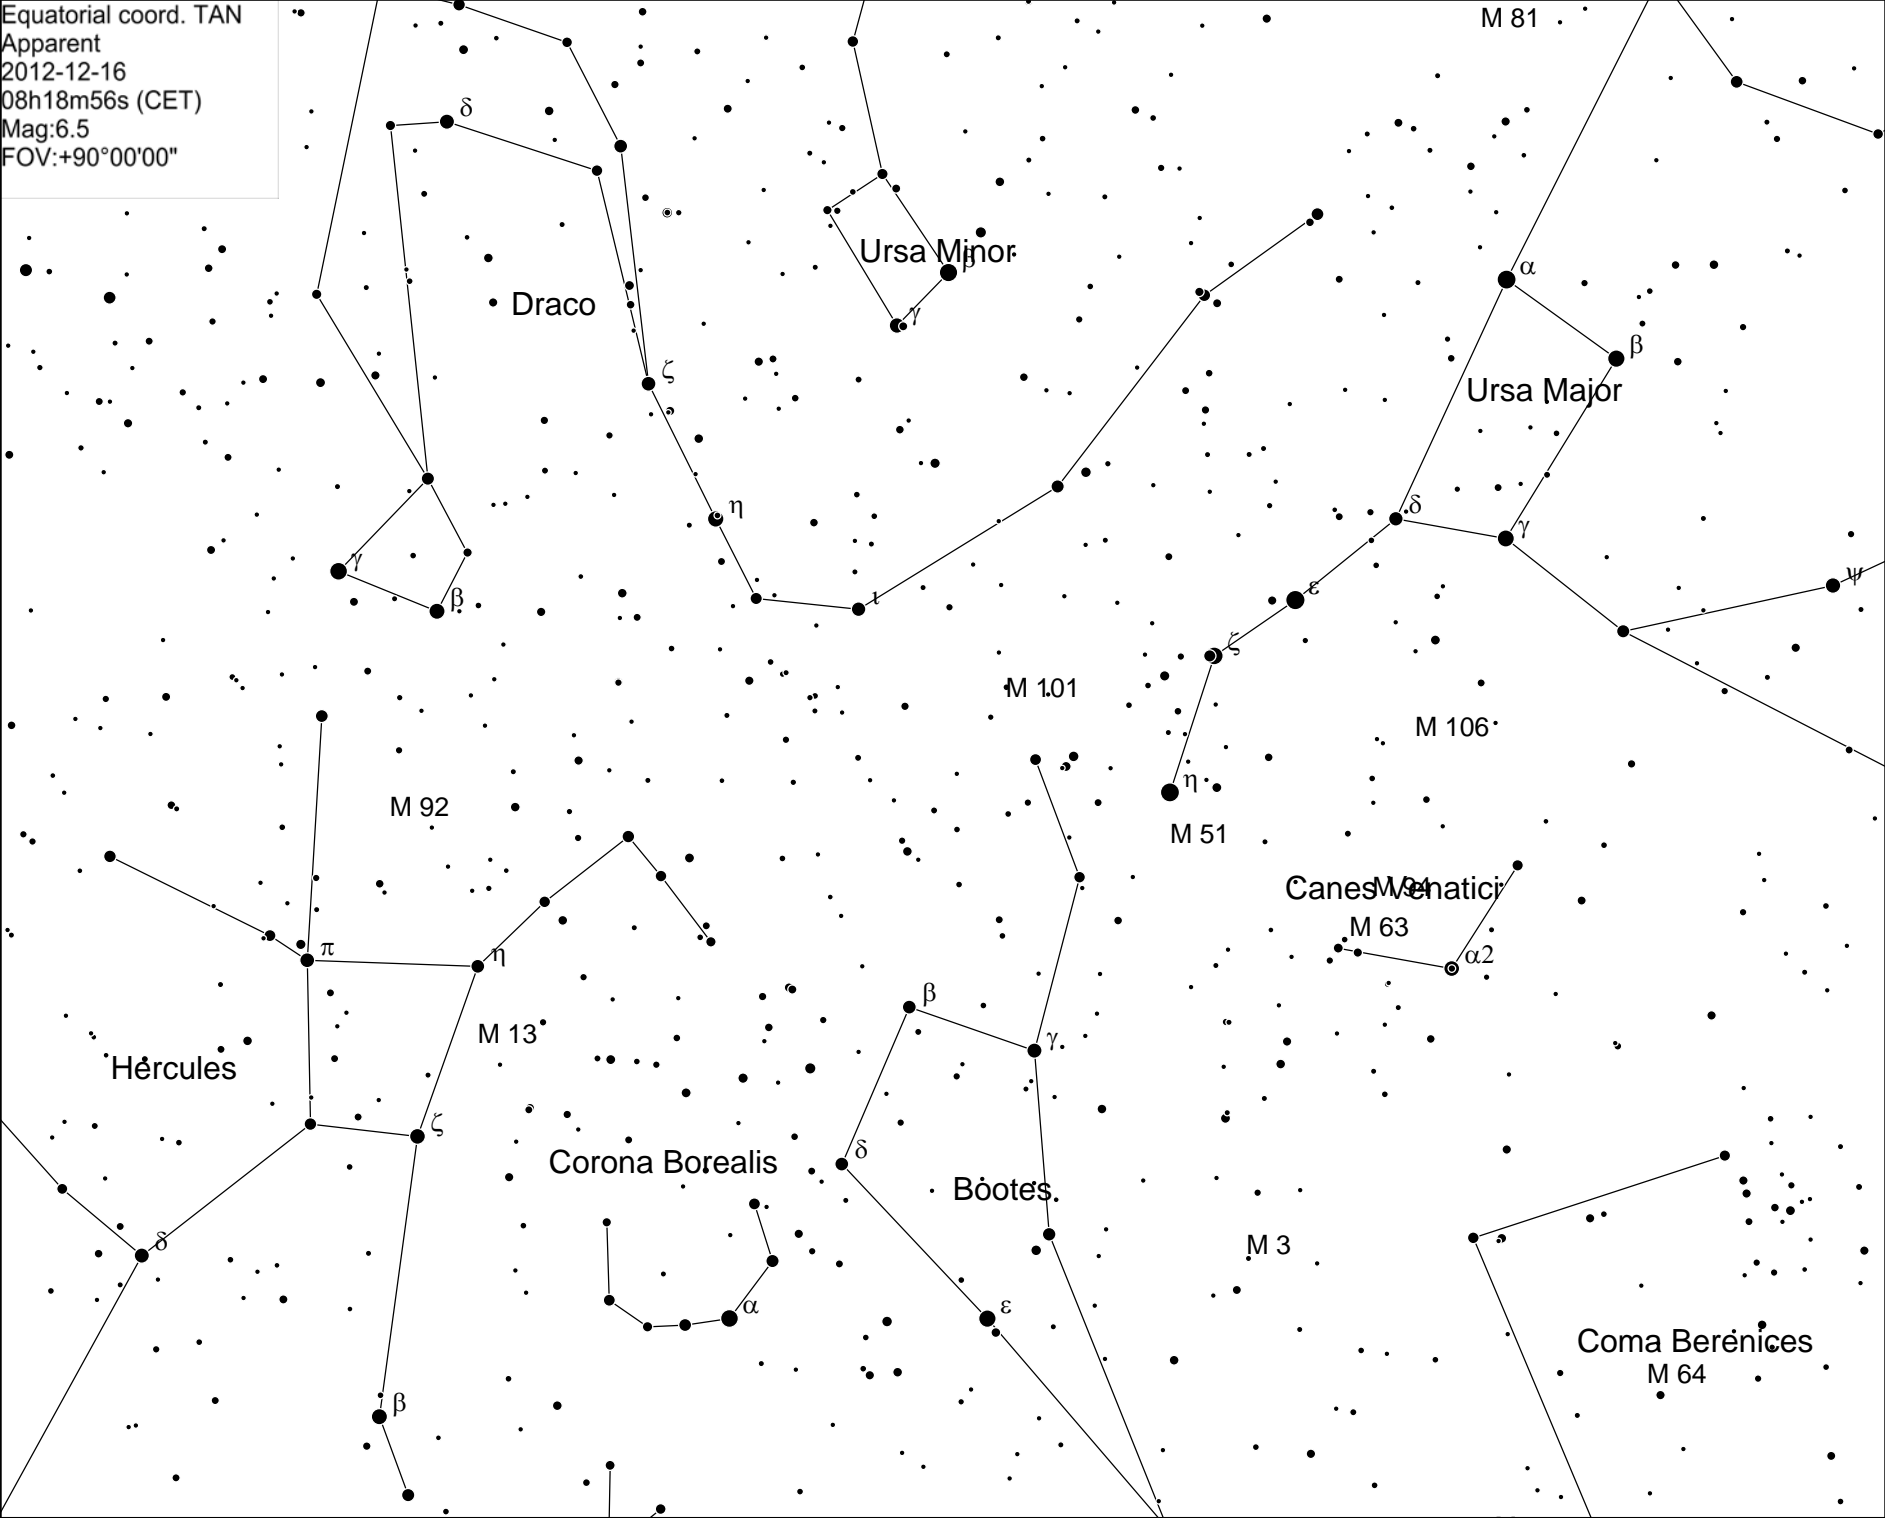 Equatorial coord. TAN
Apparent
2012-12-16
08h18m56s (CET)
Mag:6.5
FOV:+90°00'00"
M 81
δ
Ursa Minor
β
α
Draco
γ
β
ζ
Ursa Major
η
δ
γ
γ
ψ
β
ι
ε
ζ
M 101
M 106
η
M 92
M 51
Canes Venatici
M 94
M 63
π
η
α2
β
M 13
γ
Hercules
ζ
δ
Corona Borealis
Bootes
δ
M 3
α
ε
Coma Berenices
M 64
β